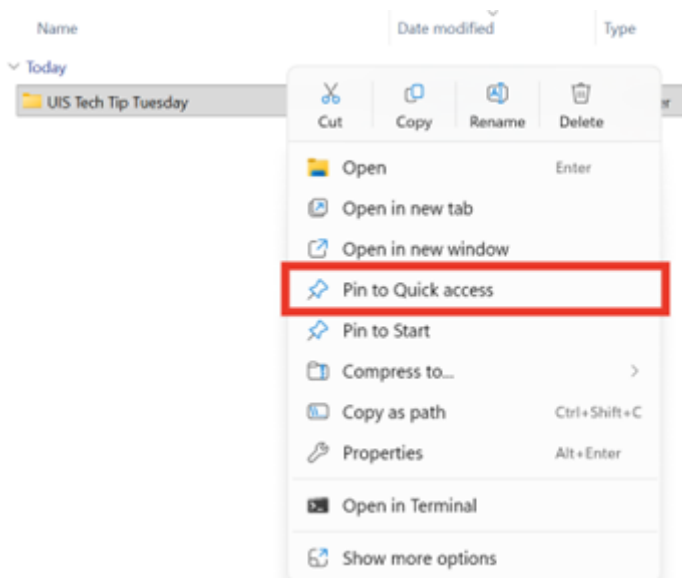 Name Date modified Type
Today
UIS Tech Tip Tuesday
Cut Copy Rename Delete
Open Enter
Open in new tab
Open in new window
Pin to Quick access
Pin to Start
Compress to...
Copy as path Ctrl+Shift+C
Properties Alt+Enter
Open in Terminal
Show more options